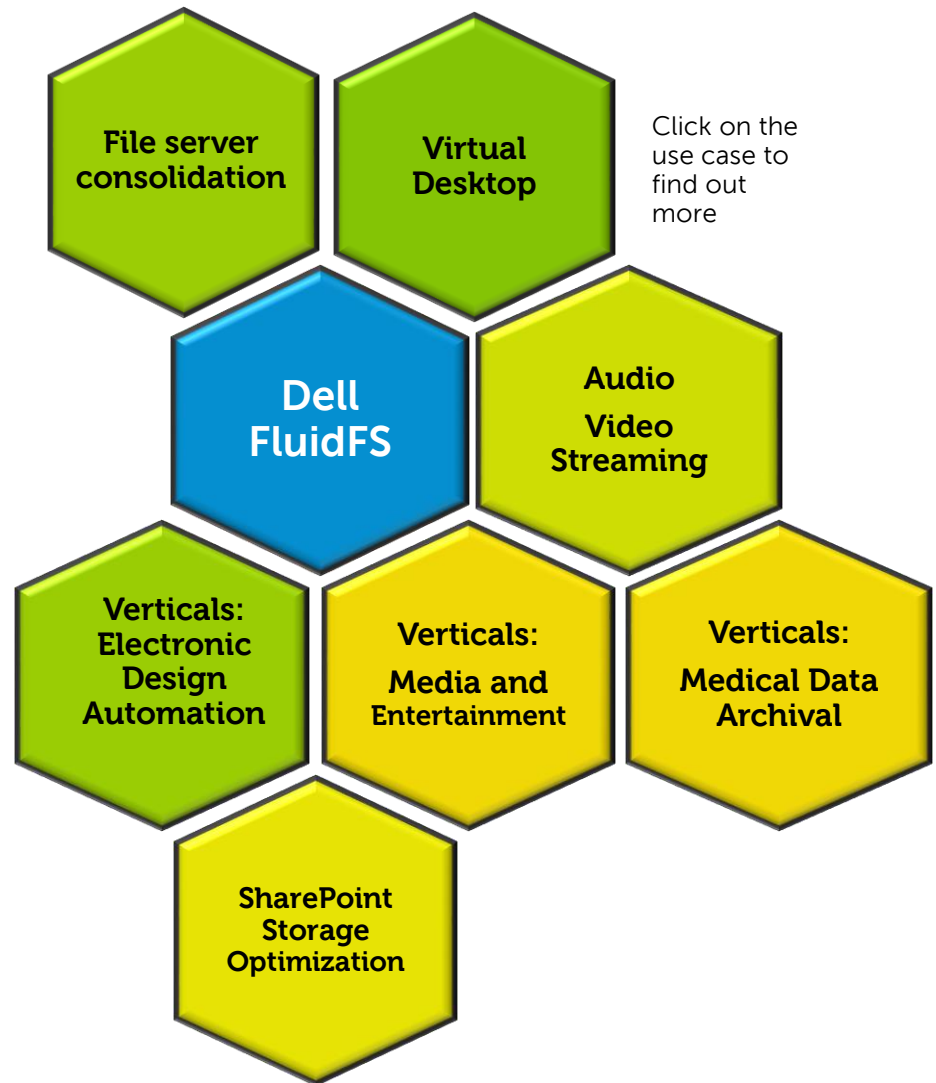 File server
consolidation
Virtual
Desktop
Click on the
use case to
find out
more
Dell
FluidFS
Audio
Video
Streaming
Verticals:
Electronic
Design
Automation
Verticals:
Media and
Entertainment
Verticals:
Medical Data
Archival
SharePoint
Storage
Optimization